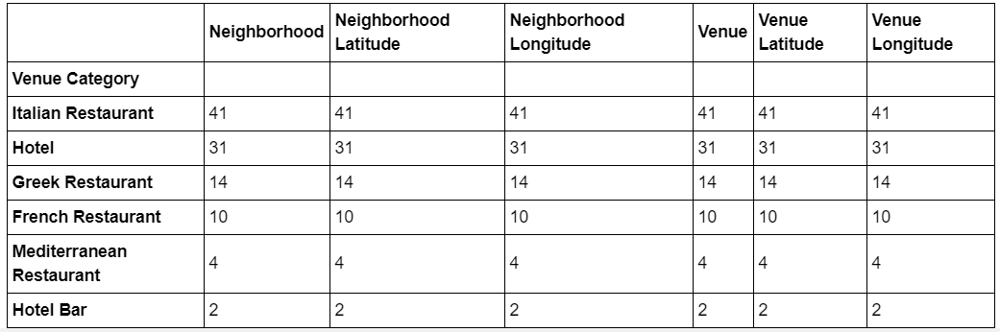 Neighborhood Neighborhood Latitude Neighborhood Longitude Venue Venue Latitude Venue Longitude
Venue Category
Italian Restaurant 41 41 41 41 41 41
Hotel 31 31 31 31 31 31
Greek Restaurant 14 14 14 14 14 14
French Restaurant 10 10 10 10 10 10
Mediterranean Restaurant 4 4 4 4 4 4
Hotel Bar 2 2 2 2 2 2